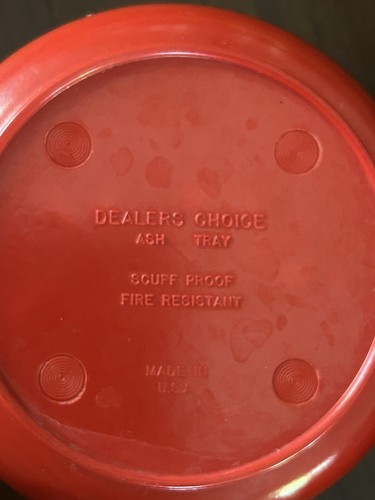 DEALERS CHOICE
ASH TRAY
SCUFF PROOF
FIRE RESISTANT
MADE IN
U.S.A.